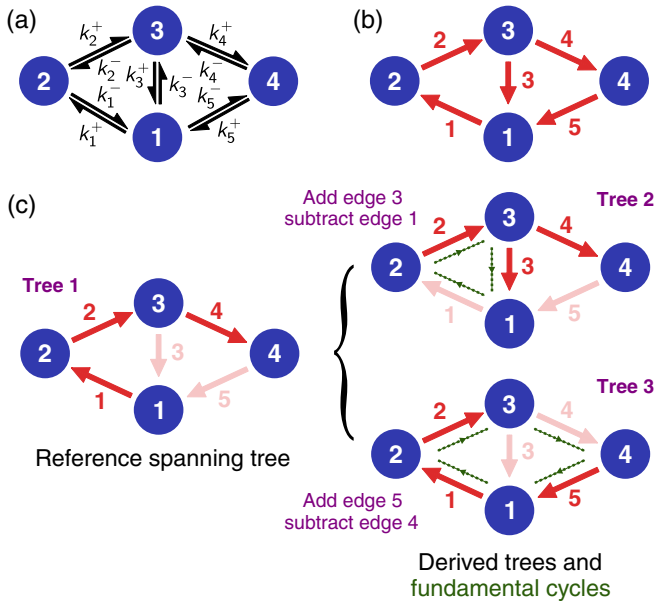 (a)
3
k₂⁺
k₄⁺
k₂⁻
k₃⁺
k₃⁻
k₄⁻
2
4
k₁⁻
k₅⁻
k₁⁺
k₅⁺
1
(b)
3
2
4
2
3
4
1
5
1
(c)
Add edge 3
subtract edge 1
Tree 2
3
2
4
2
3
4
1
5
1
Tree 1
3
2
4
2
3
4
1
5
1
Reference spanning tree
Tree 3
3
2
4
2
3
4
1
5
1
Add edge 5
subtract edge 4
Derived trees and
fundamental cycles